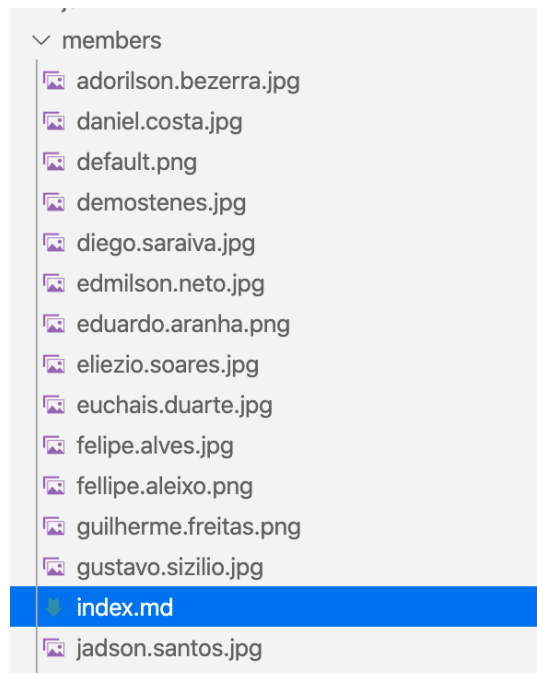 members
adorilson.bezerra.jpg
daniel.costa.jpg
default.png
demostenes.jpg
diego.saraiva.jpg
edmilson.neto.jpg
eduardo.aranha.png
eliezio.soares.jpg
euchais.duarte.jpg
felipe.alves.jpg
fellipe.aleixo.png
guilherme.freitas.png
gustavo.sizilio.jpg
index.md
jadson.santos.jpg